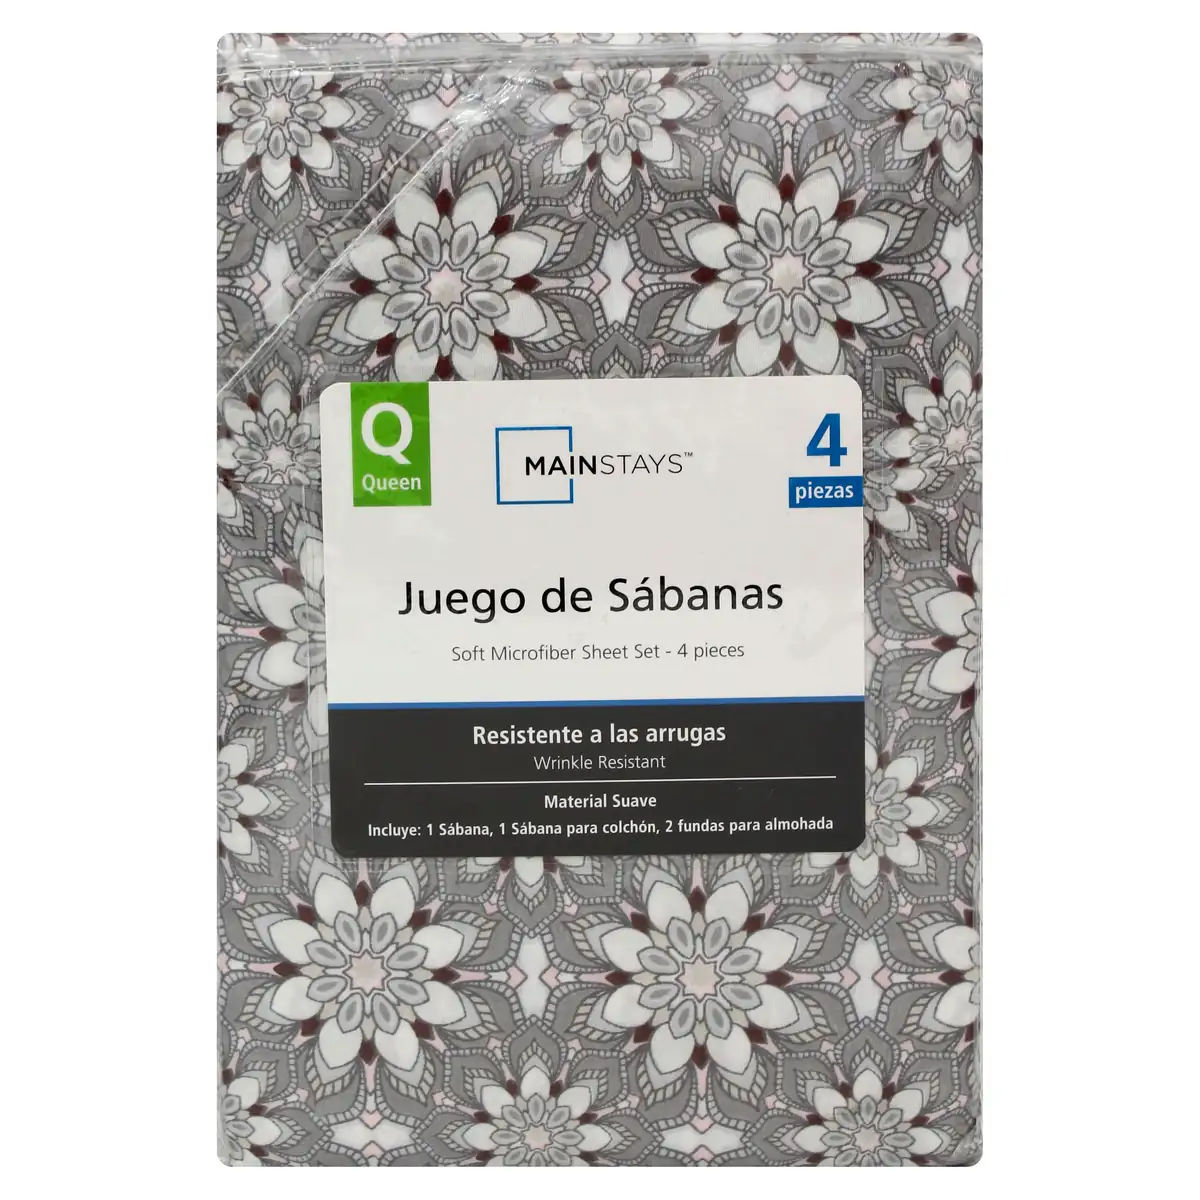 Q
Queen
MAINSTAYS™
4
piezas
Juego de Sábanas
Soft Microfiber Sheet Set - 4 pieces
Resistente a las arrugas
Wrinkle Resistant
Material Suave
Incluye: 1 Sábana, 1 Sábana para colchón, 2 fundas para almohada